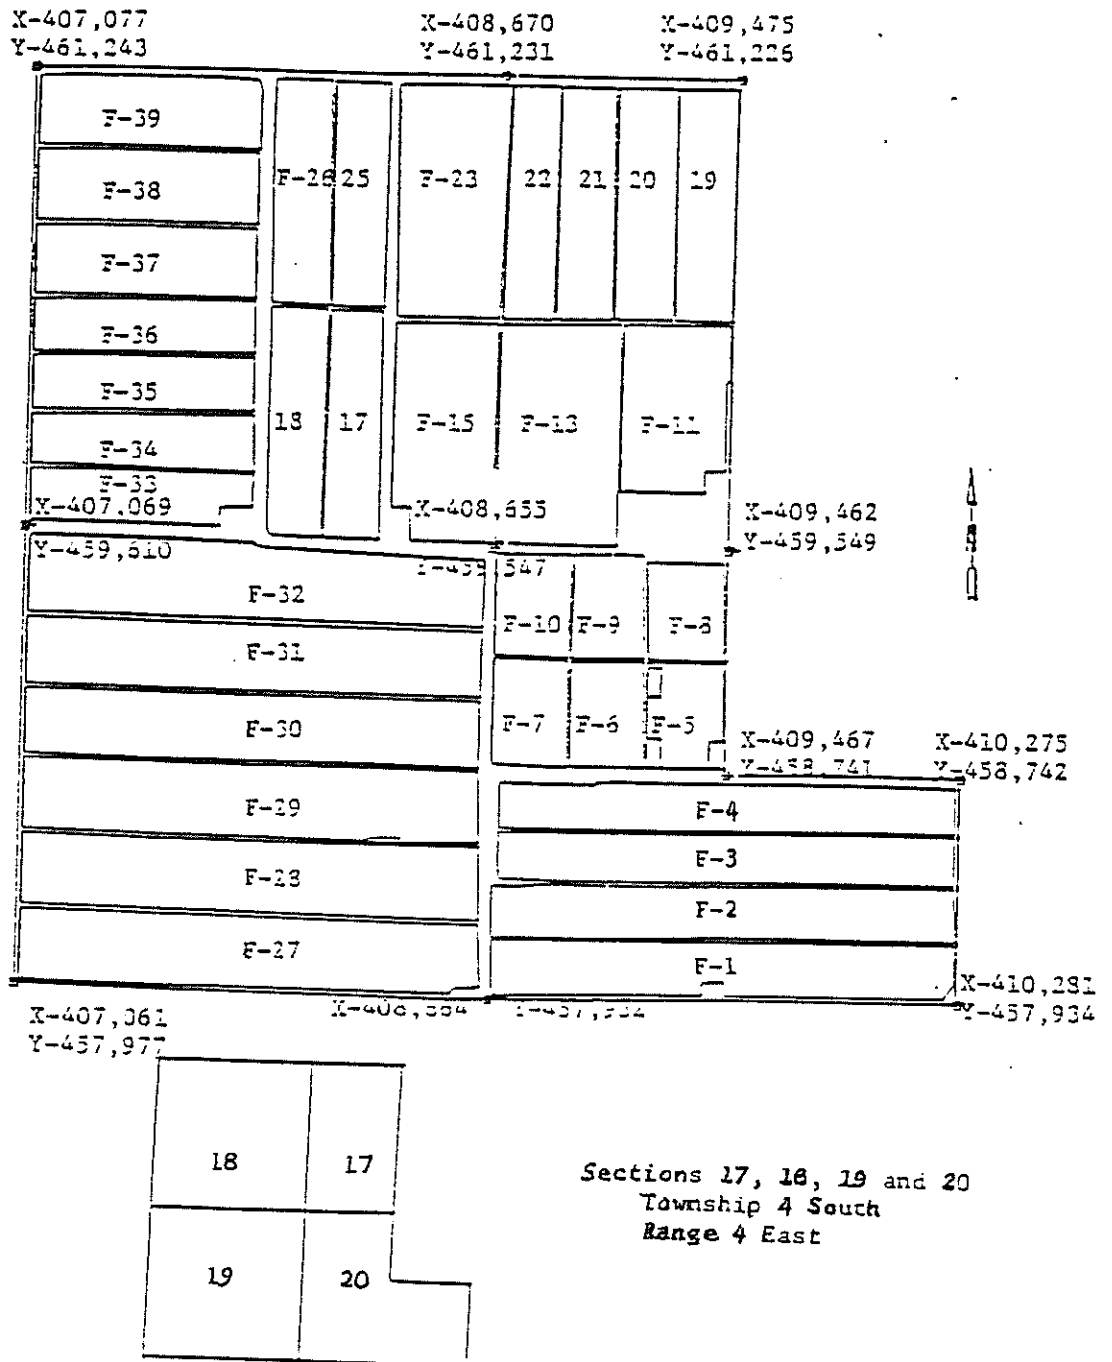 X-407,077
Y-461,243
X-408,670
Y-461,231
X-409,475
Y-461,226
F-39
F-38
F-37
F-36
F-35
F-34
F-33
F-26
25
F-23
22
21
20
19
18
17
F-15
F-13
F-11
X-407,069
Y-459,610
X-408,655
X-409,462
Y-459,549
N
F-32
F-31
F-30
F-29
F-28
F-27
F-10
F-9
F-8
F-7
F-6
F-5
X-409,467
Y-458,741
X-410,275
Y-458,742
F-4
F-3
F-2
F-1
X-410,281
Y-457,934
X-407,061
Y-457,977
18
17
19
20
Sections 17, 18, 19 and 20
Township 4 South
Range 4 East